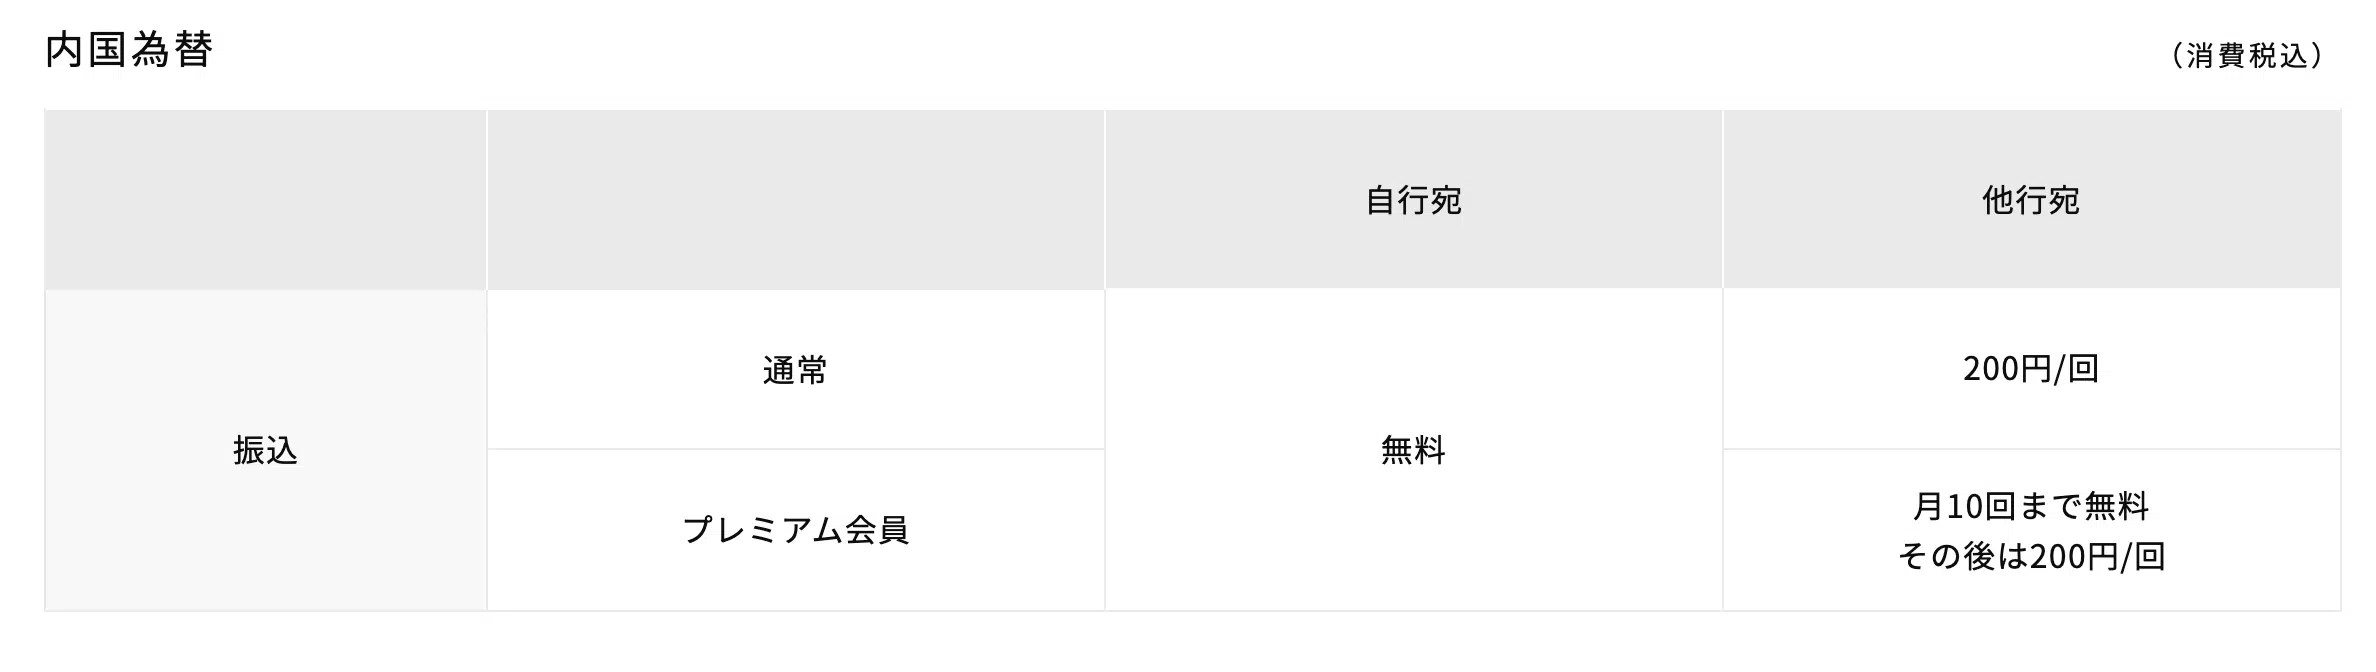 内国為替
（消費税込）
自行宛
他行宛
振込
通常
無料
200円/回
プレミアム会員
月10回まで無料
その後は200円/回